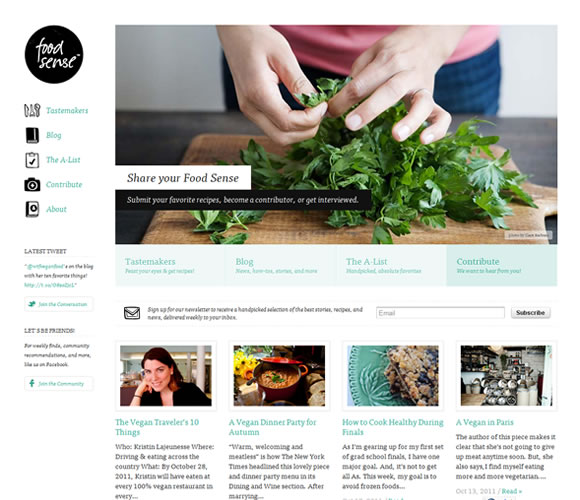 food
sense™
Tastemakers
Blog
The A-List
Contribute
About
LATEST TWEET
on the blog
with ten favorite things!
Join the Conversation
LET'S BE FRIENDS!
For weekly finds, community
recommendations, and more,
like us on Facebook.
Join the Community
Share your Food Sense
Submit your favorite recipes, become a contributor, or get interviewed.
Tastemakers
Feast your eyes & get recipes!
Blog
News, how-tos, stories, and more
The A-List
Handpicked, absolute favorites
Contribute
We want to hear from you!
Sign up for our newsletter to receive a handpicked selection of the best stories, recipes, and
news, delivered weekly to your inbox.
Email
Subscribe
The Vegan Traveler's 10
Things
Who: Kristin Lajeunesse Where:
Driving & eating across the
country What: By October 28,
2011, Kristin will have eaten at
every 100% vegan restaurant in
every...
A Vegan Dinner Party for
Autumn
"Warm, welcoming and
meatless" is how The New York
Times headlined this lovely piece
and dinner party menu in its
Dining and Wine section. After
marrying...
How to Cook Healthy During
Finals
As I'm gearing up for my first set
of grad school finals, I have one
major goal. And, it's not to get all
As. This week, my goal is to
avoid frozen foods...
A Vegan in Paris
The author of this piece makes it
clear that she's not going to give
up meat anytime soon. But, she
also says, I find myself eating
more and more vegetarian. ...
Oct 13, 2011 / Read »